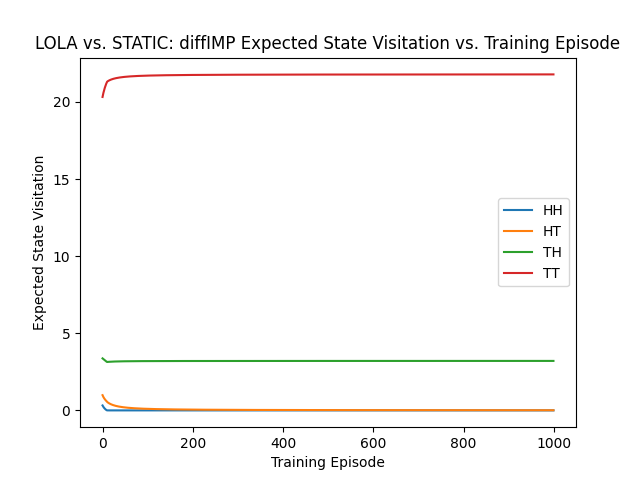 LOLA vs. STATIC: diffIMP Expected State Visitation vs. Training Episode
Expected State Visitation
20
15
10
5
0
HH
HT
TH
TT
0 200 400 600 800 1000
Training Episode